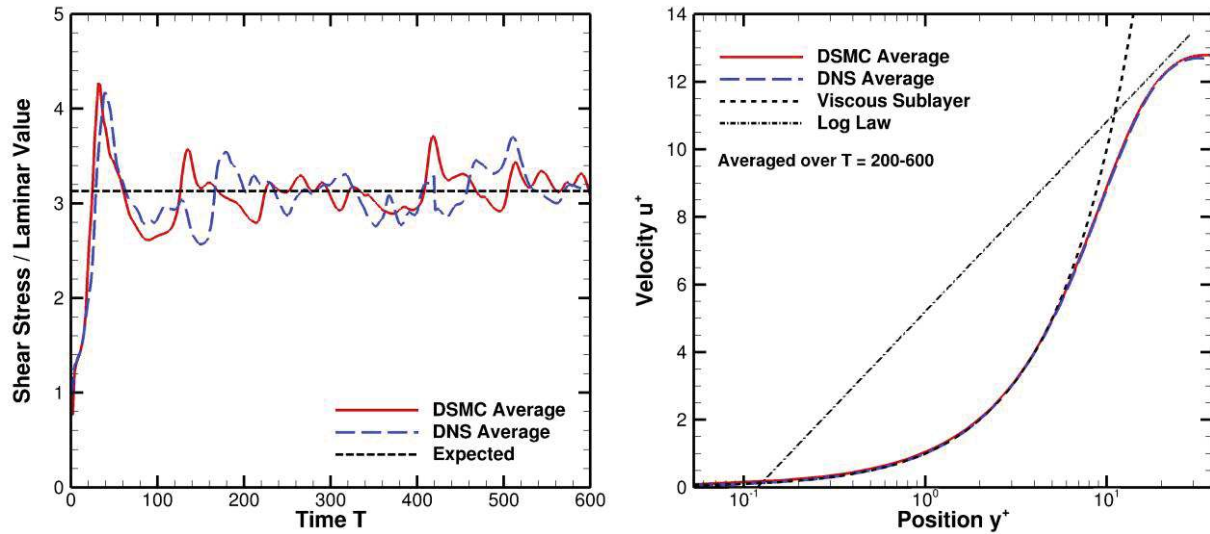 5
4
3
2
1
0
Shear Stress / Laminar Value
DSMC Average
DNS Average
Expected
0 100 200 300 400 500 600
Time T
14
12
10
8
6
4
2
0
Velocity u⁺
DSMC Average
DNS Average
Viscous Sublayer
Log Law
Averaged over T = 200-600
10⁻¹ 10⁰ 10¹
Position y⁺